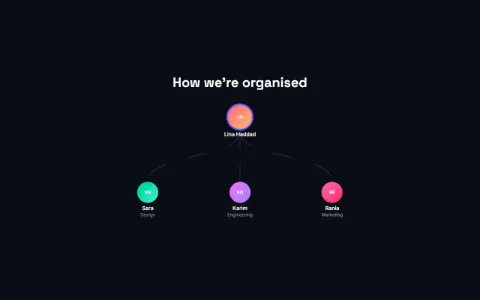 How we're organised
Lina Haddad
Sara
Karim
Rania
Design
Engineering
Marketing